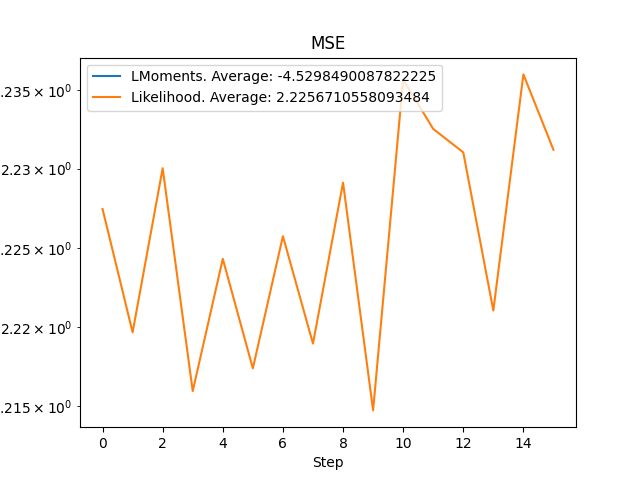 MSE
LMoments. Average: -4.5298490087822225
Likelihood. Average: 2.2256710558093484
.235 × 10⁰
2.23 × 10⁰
.225 × 10⁰
2.22 × 10⁰
.215 × 10⁰
0 2 4 6 8 10 12 14
Step